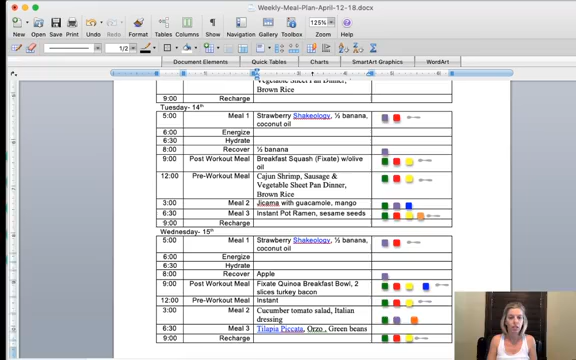 Weekly-Meal-Plan-April-12-18.docx
125%
New Open Save Print Undo Redo Format Tables Columns Show Navigation Gallery Toolbox Zoom Help
1/2
Document Elements Quick Tables Charts SmartArt Graphics WordArt
Vegetable Sheet Pan Dinner,
Brown Rice
9:00 Recharge
Tuesday- 14th
5:00 Meal 1 Strawberry Shakeology, ½ banana,
coconut oil
6:00 Energize
6:30 Hydrate
8:00 Recover ½ banana
9:00 Post Workout Meal Breakfast Squash (Fixate) w/olive
oil
12:00 Pre-Workout Meal Cajun Shrimp, Sausage &
Vegetable Sheet Pan Dinner,
Brown Rice
3:00 Meal 2 Jicama with guacamole, mango
6:30 Meal 3 Instant Pot Ramen, sesame seeds
9:00 Recharge
Wednesday- 15th
5:00 Meal 1 Strawberry Shakeology, ½ banana,
coconut oil
6:00 Energize
6:30 Hydrate
8:00 Recover Apple
9:00 Post Workout Meal Fixate Quinoa Breakfast Bowl, 2
slices turkey bacon
12:00 Pre-Workout Meal Instant
3:00 Meal 2 Cucumber tomato salad, Italian
dressing
6:30 Meal 3 Tilapia Piccata, Orzo , Green beans
9:00 Recharge